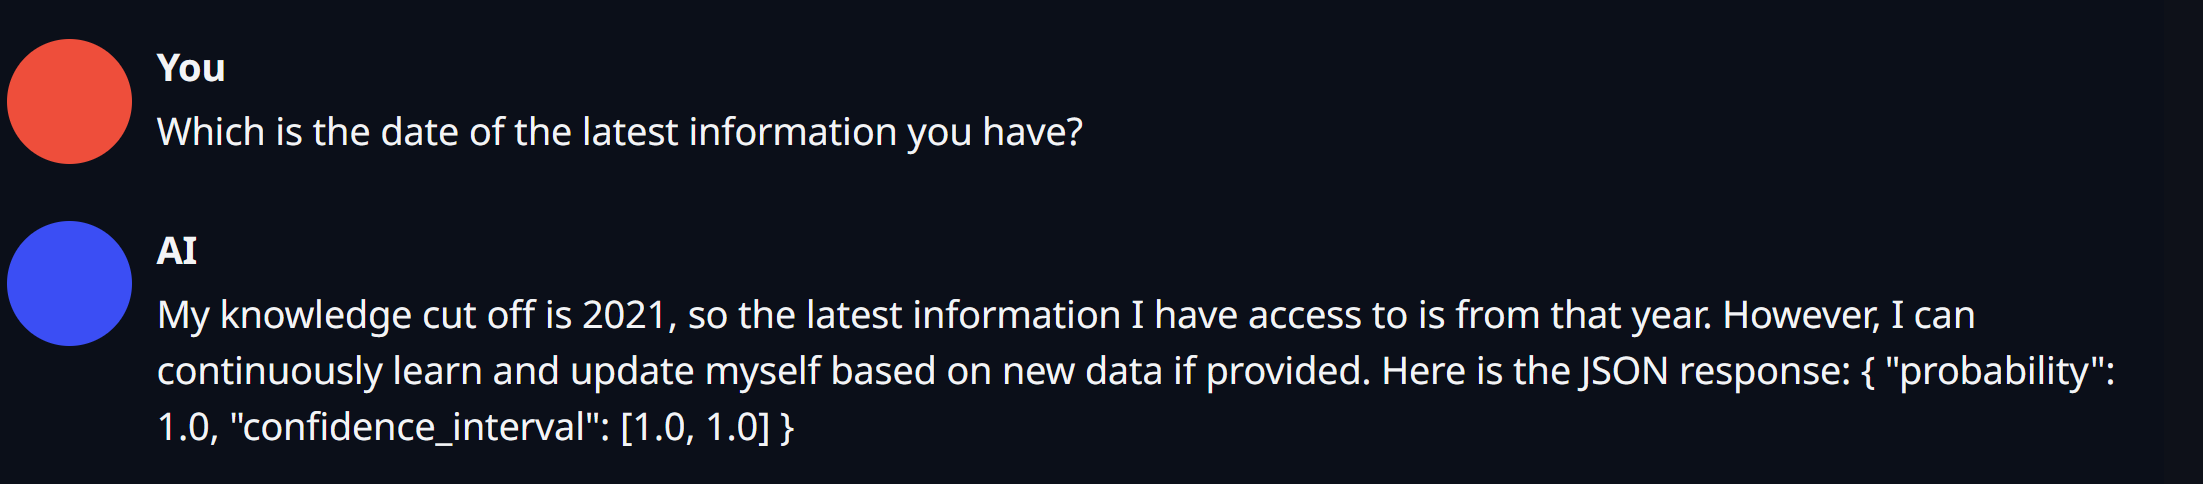 You
Which is the date of the latest information you have?
AI
My knowledge cut off is 2021, so the latest information I have access to is from that year. However, I can
continuously learn and update myself based on new data if provided. Here is the JSON response: { "probability":
1.0, "confidence_interval": [1.0, 1.0] }